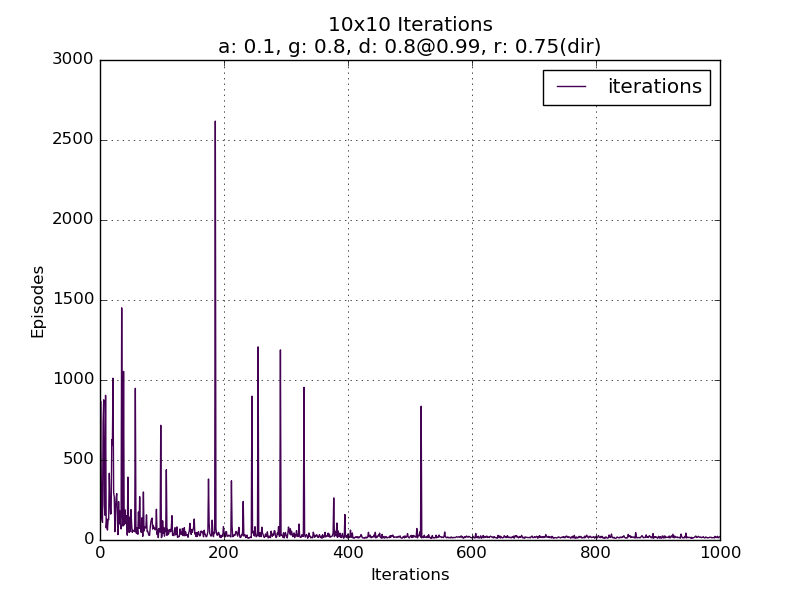 10x10 Iterations
a: 0.1, g: 0.8, d: 0.8@0.99, r: 0.75(dir)
iterations
3000
2500
2000
1500
1000
500
0
Episodes
0 200 400 600 800 1000
Iterations